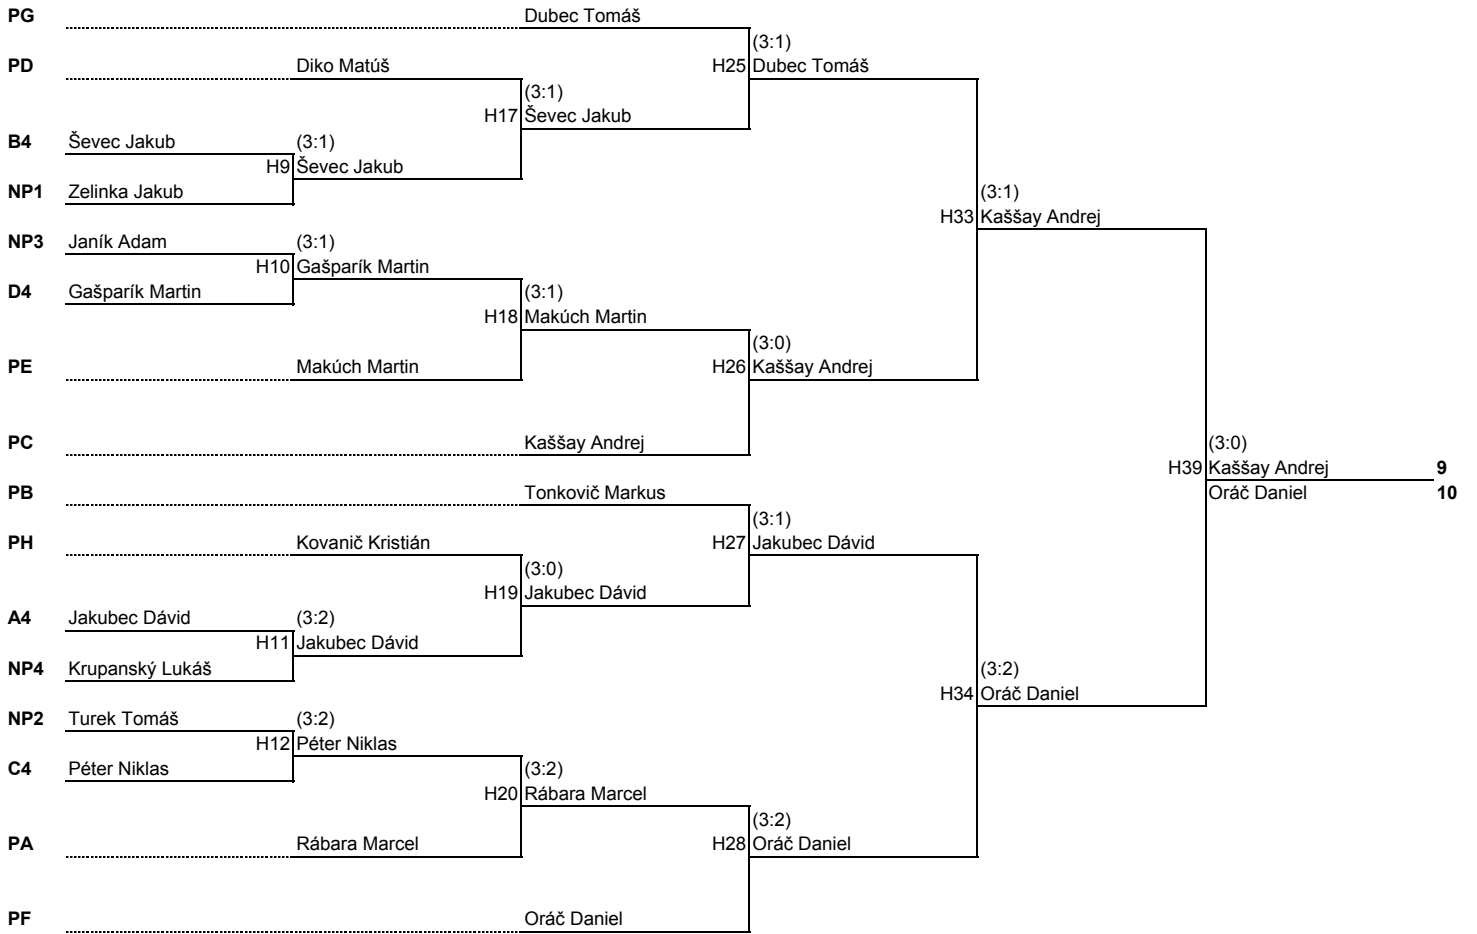 PG Dubec Tomáš
(3:1)
PD Diko Matúš H25 Dubec Tomáš
(3:1)
H17 Ševec Jakub
B4 Ševec Jakub (3:1)
H9 Ševec Jakub
NP1 Zelinka Jakub (3:1)
H33 Kaššay Andrej
NP3 Janík Adam (3:1)
H10 Gašparík Martin
D4 Gašparík Martin (3:1)
H18 Makúch Martin
(3:0)
PE Makúch Martin H26 Kaššay Andrej
PC Kaššay Andrej (3:0)
H39 Kaššay Andrej 9
PB Tonkovič Markus Oráč Daniel 10
(3:1)
PH Kovanič Kristián H27 Jakubec Dávid
(3:0)
H19 Jakubec Dávid
A4 Jakubec Dávid (3:2)
H11 Jakubec Dávid
NP4 Krupanský Lukáš (3:2)
H34 Oráč Daniel
NP2 Turek Tomáš (3:2)
H12 Péter Niklas
C4 Péter Niklas (3:2)
H20 Rábara Marcel
(3:2)
PA Rábara Marcel H28 Oráč Daniel
PF Oráč Daniel